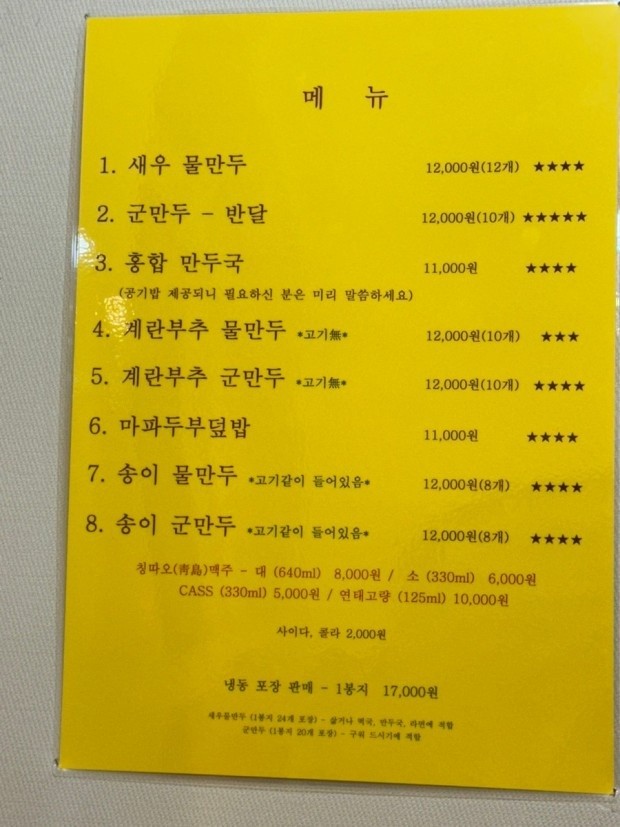 메 뉴
1. 새우 물만두 12,000원(12개) ★★★★
2. 군만두 - 반달 12,000원(10개) ★★★★★
3. 홍합 만두국 11,000원 ★★★★
(공기밥 제공되니 필요하신 분은 미리 말씀하세요)
4. 계란부추 물만두 *고기無* 12,000원(10개) ★★★
5. 계란부추 군만두 *고기無* 12,000원(10개) ★★★★
6. 마파두부덮밥 11,000원 ★★★★
7. 송이 물만두 *고기같이 들어있음* 12,000원(8개) ★★★★
8. 송이 군만두 *고기같이 들어있음* 12,000원(8개) ★★★★
칭따오(靑島)맥주 - 대 (640ml) 8,000원 / 소 (330ml) 6,000원
CASS (330ml) 5,000원 / 연태고량 (125ml) 10,000원
사이다, 콜라 2,000원
냉동 포장 판매 - 1봉지 17,000원
새우물만두 (1봉지 24개 포장) - 삶거나 떡국, 만두국, 라면에 적합
군만두 (1봉지 20개 포장) - 구워 드시기에 적합